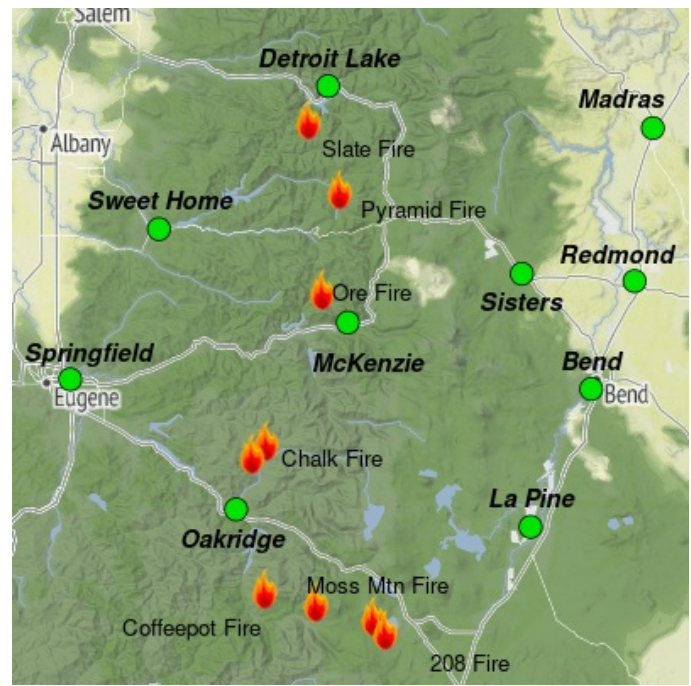 Salem
Detroit Lake
Madras
Albany
Slate Fire
Sweet Home
Pyramid Fire
Redmond
Ore Fire
Sisters
Springfield
McKenzie
Bend
Eugene
Bend
Chalk Fire
La Pine
Oakridge
Moss Mtn Fire
Coffeepot Fire
208 Fire